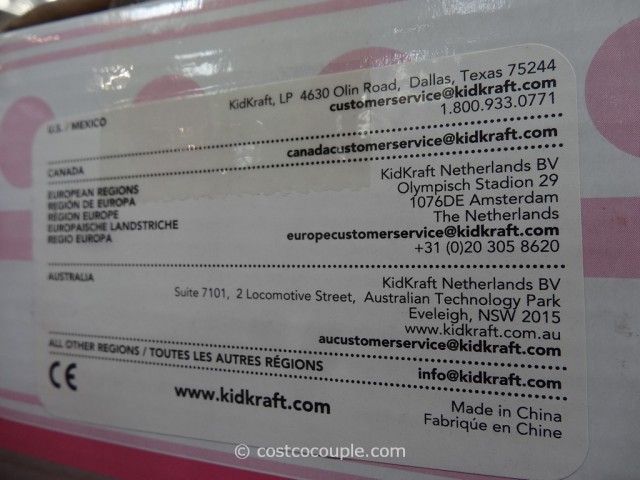 U.S. / MEXICO
KidKraft, LP 4630 Olin Road, Dallas, Texas 75244
customerservice@kidkraft.com
1.800.933.0771
CANADA
canadacustomerservice@kidkraft.com
EUROPEAN REGIONS
REGIÓN DE EUROPA
RÉGION EUROPE
EUROPAISCHE LANDSTRICHE
REGIO EUROPA
KidKraft Netherlands BV
Olympisch Stadion 29
1076DE Amsterdam
The Netherlands
europecustomerservice@kidkraft.com
+31 (0)20 305 8620
AUSTRALIA
KidKraft Netherlands BV
Suite 7101, 2 Locomotive Street, Australian Technology Park
Eveleigh, NSW 2015
www.kidkraft.com.au
aucustomerservice@kidkraft.com
ALL OTHER REGIONS / TOUTES LES AUTRES RÉGIONS
info@kidkraft.com
CE
www.kidkraft.com
Made in China
Fabriqúe en Chine
© costcocouple.com